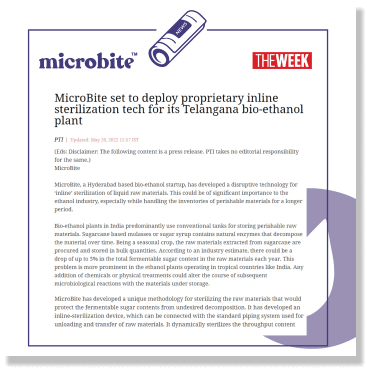 microbite™
NEWS
THE WEEK
MicroBite set to deploy proprietary inline
sterilization tech for its Telangana bio-ethanol
plant
PTI | Updated: May 20, 2022 11:57 IST
(Eds: Disclaimer: The following content is a press release. PTI takes no editorial responsibility
for the same.)
MicroBite
MicroBite, a Hyderabad based bio-ethanol startup, has developed a disruptive technology for
'inline' sterilization of liquid raw materials. This could be of significant importance to the
ethanol industry, especially while handling the inventories of perishable materials for a longer
period.
Bio-ethanol plants in India predominantly use conventional tanks for storing perishable raw
materials. Sugarcane based molasses or sugar syrup contains natural enzymes that decompose
the material over time. Being a seasonal crop, the raw materials extracted from sugarcane are
procured and stored in bulk quantities. According to an industry estimate, there could be a
drop of up to 5% in the total fermentable sugar content in the raw materials each year. This
problem is more prominent in the ethanol plants operating in tropical countries like India. Any
addition of chemicals or physical treatments could alter the course of subsequent
microbiological reactions with the materials under storage.
MicroBite has developed a unique methodology for sterilizing the raw materials that would
protect the fermentable sugar contents from undesired decomposition. It has developed an
inline-sterilization device, which can be connected with the standard piping system used for
unloading and transfer of raw materials. It dynamically sterilizes the throughput content